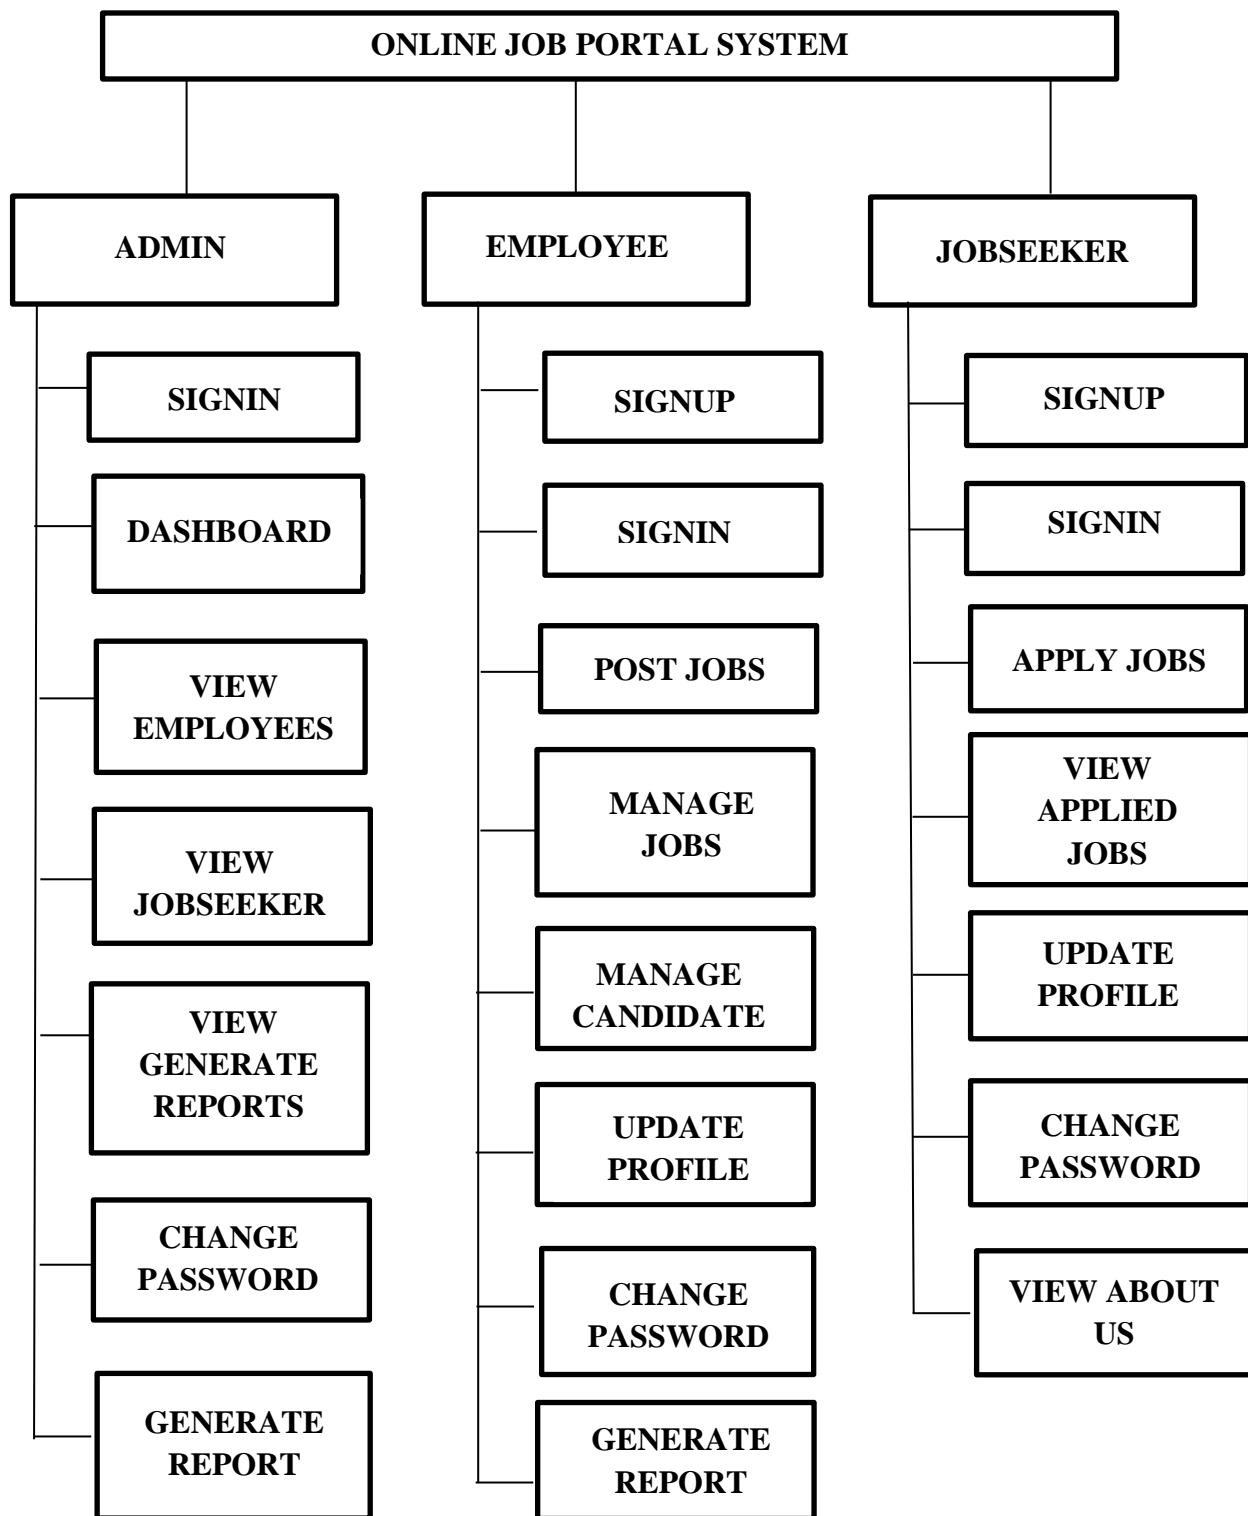 ONLINE JOB PORTAL SYSTEM
ADMIN
SIGNIN
DASHBOARD
VIEW
EMPLOYEES
VIEW
JOBSEEKER
VIEW
GENERATE
REPORTS
CHANGE
PASSWORD
GENERATE
REPORT
EMPLOYEE
SIGNUP
SIGNIN
POST JOBS
MANAGE
JOBS
MANAGE
CANDIDATE
UPDATE
PROFILE
CHANGE
PASSWORD
GENERATE
REPORT
JOBSEEKER
SIGNUP
SIGNIN
APPLY JOBS
VIEW
APPLIED
JOBS
UPDATE
PROFILE
CHANGE
PASSWORD
VIEW ABOUT
US